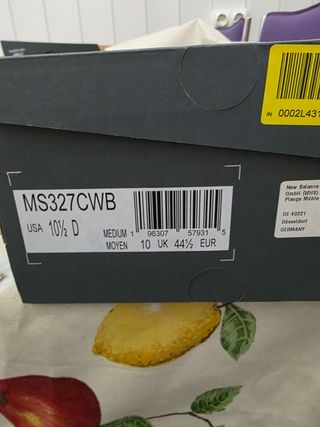 IN 0002L431
MS327CWB
USA 10½ D
MEDIUM 1 96307 57931 5
MOYEN 10 UK 44½ EUR
New Balance
GmbH (WHS)
Plange Mühle
DE 40221
Düsseldorf
GERMANY